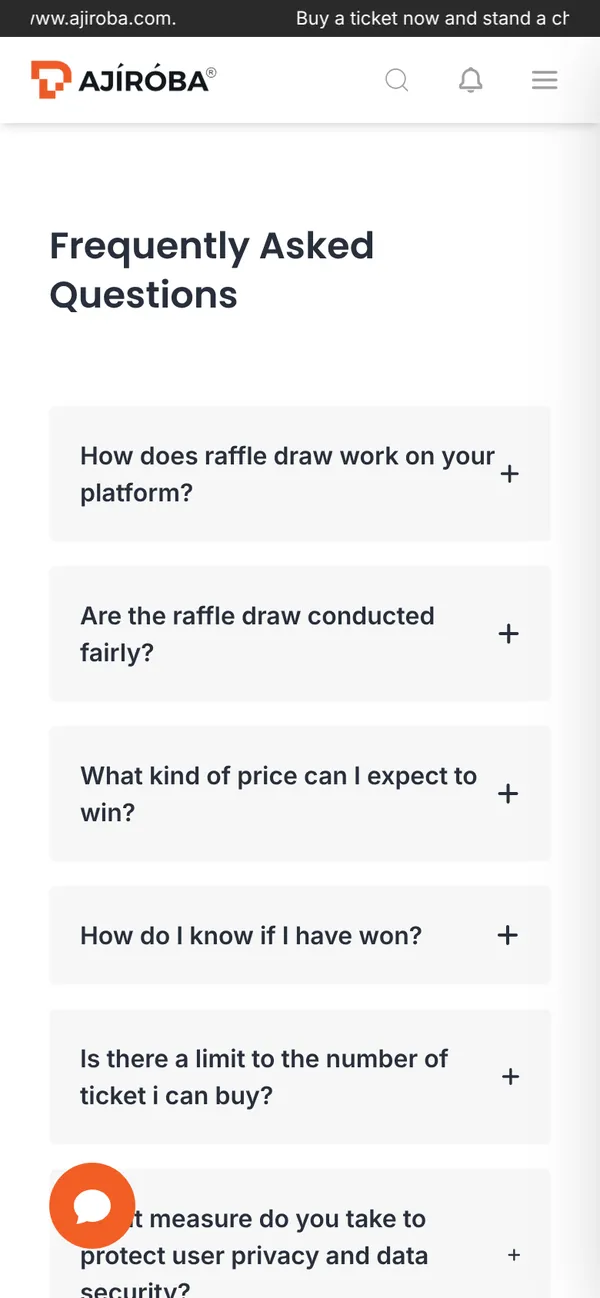 www.ajiroba.com. Buy a ticket now and stand a ch
AJÍRÓBA®
Frequently Asked
Questions
How does raffle draw work on your
platform?
Are the raffle draw conducted
fairly?
What kind of price can I expect to
win?
How do I know if I have won?
Is there a limit to the number of
ticket i can buy?
t measure do you take to
protect user privacy and data
security?